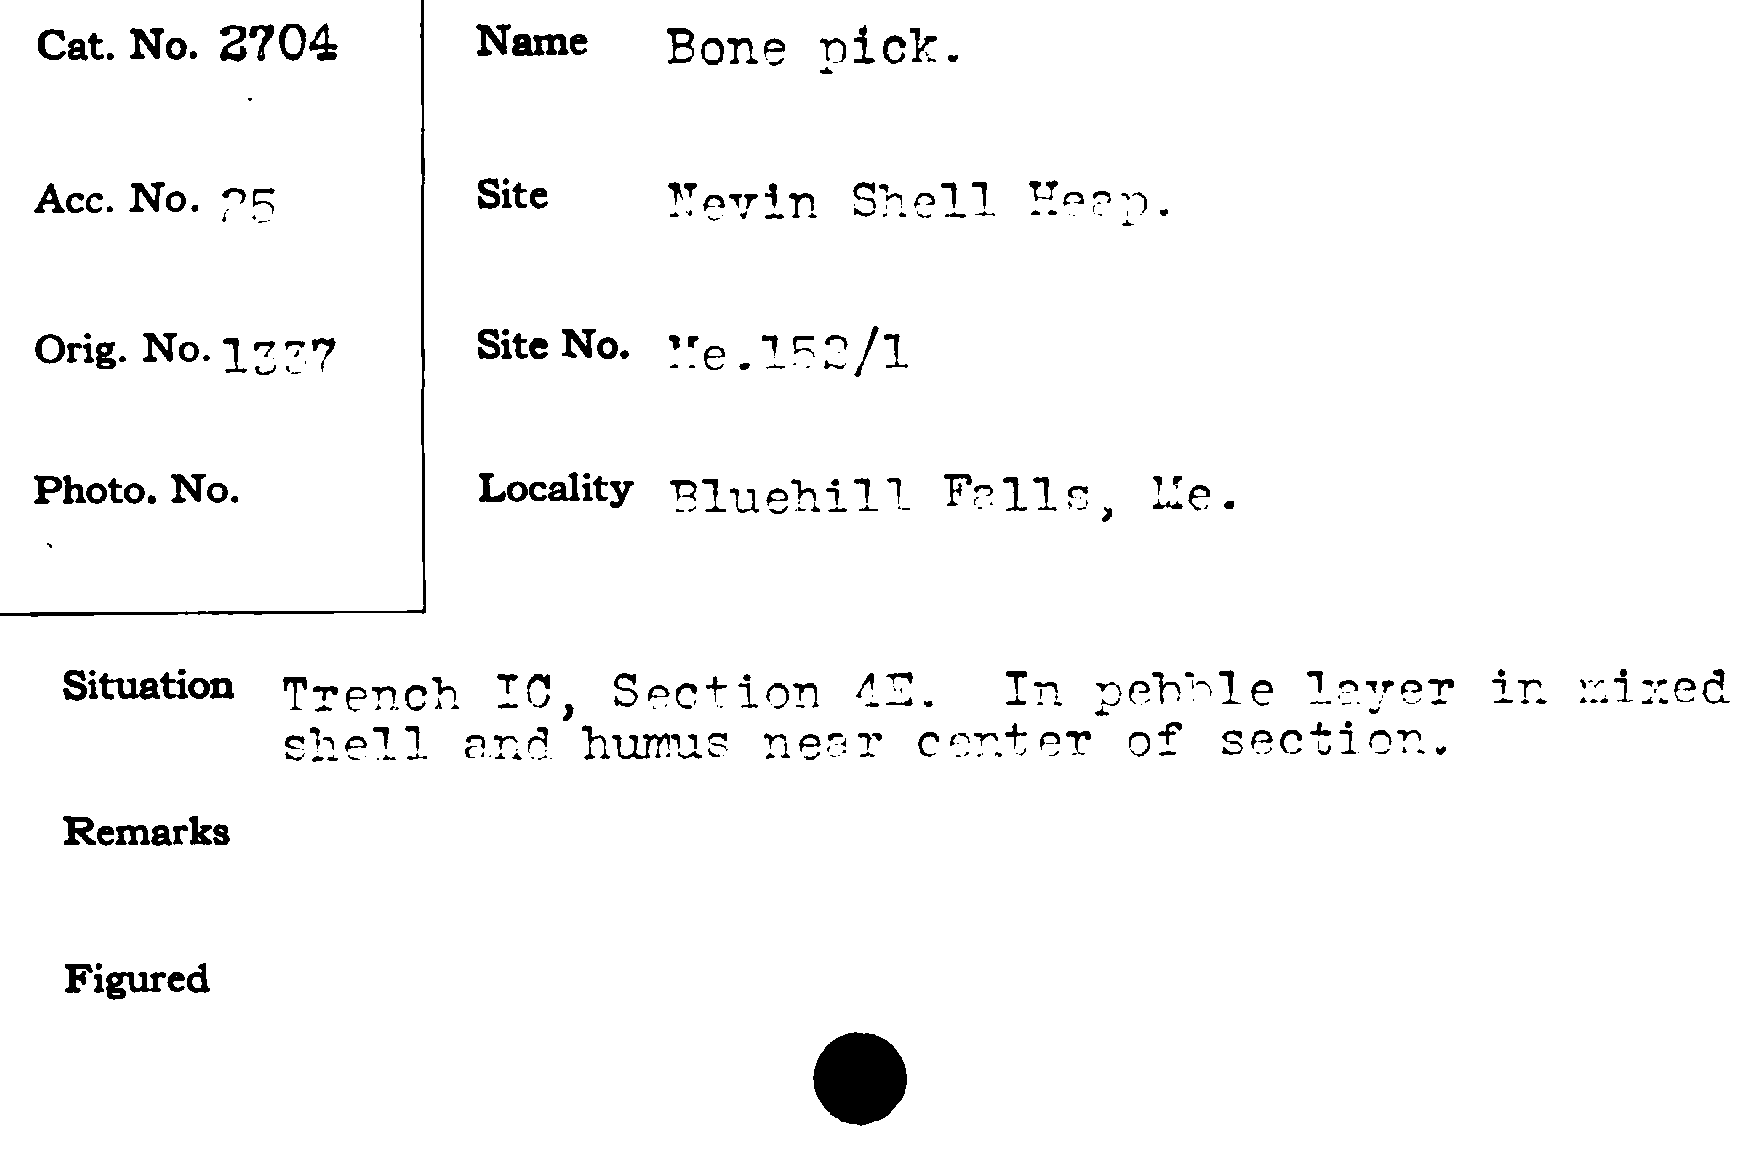 Cat. No. 2704
Name Bone pick.
Acc. No. 25
Site Nevin Shell Heap.
Orig. No. 1337
Site No. Me.152/1
Photo. No.
Locality Bluehill Falls, Me.
Situation Trench IC, Section 4E. In pebble layer in mixed
shell and humus near center of section.
Remarks
Figured